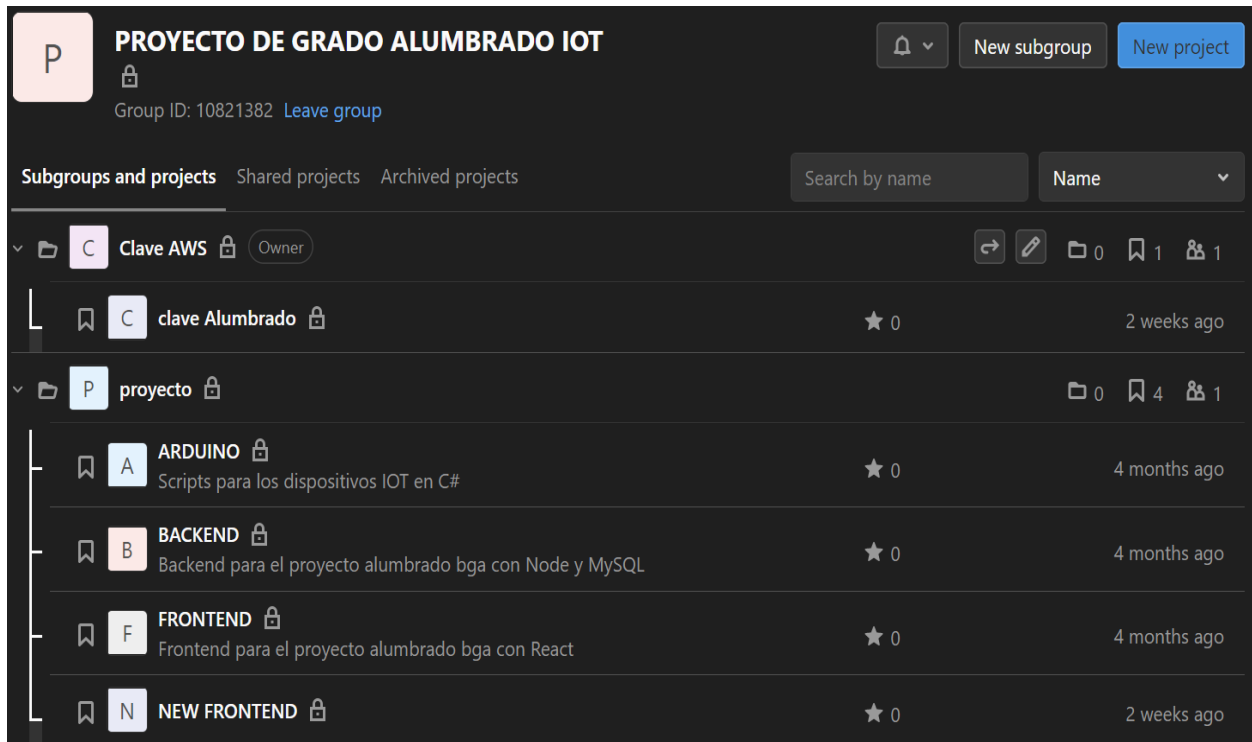 P
PROYECTO DE GRADO ALUMBRADO IOT
Group ID: 10821382 Leave group
New subgroup
New project
Subgroups and projects Shared projects Archived projects
Search by name
Name
C Clave AWS Owner 0 1 1
C clave Alumbrado 0 2 weeks ago
P proyecto 0 4 1
A ARDUINO 0 4 months ago
Scripts para los dispositivos IOT en C#
B BACKEND 0 4 months ago
Backend para el proyecto alumbrado bga con Node y MySQL
F FRONTEND 0 4 months ago
Frontend para el proyecto alumbrado bga con React
N NEW FRONTEND 0 2 weeks ago